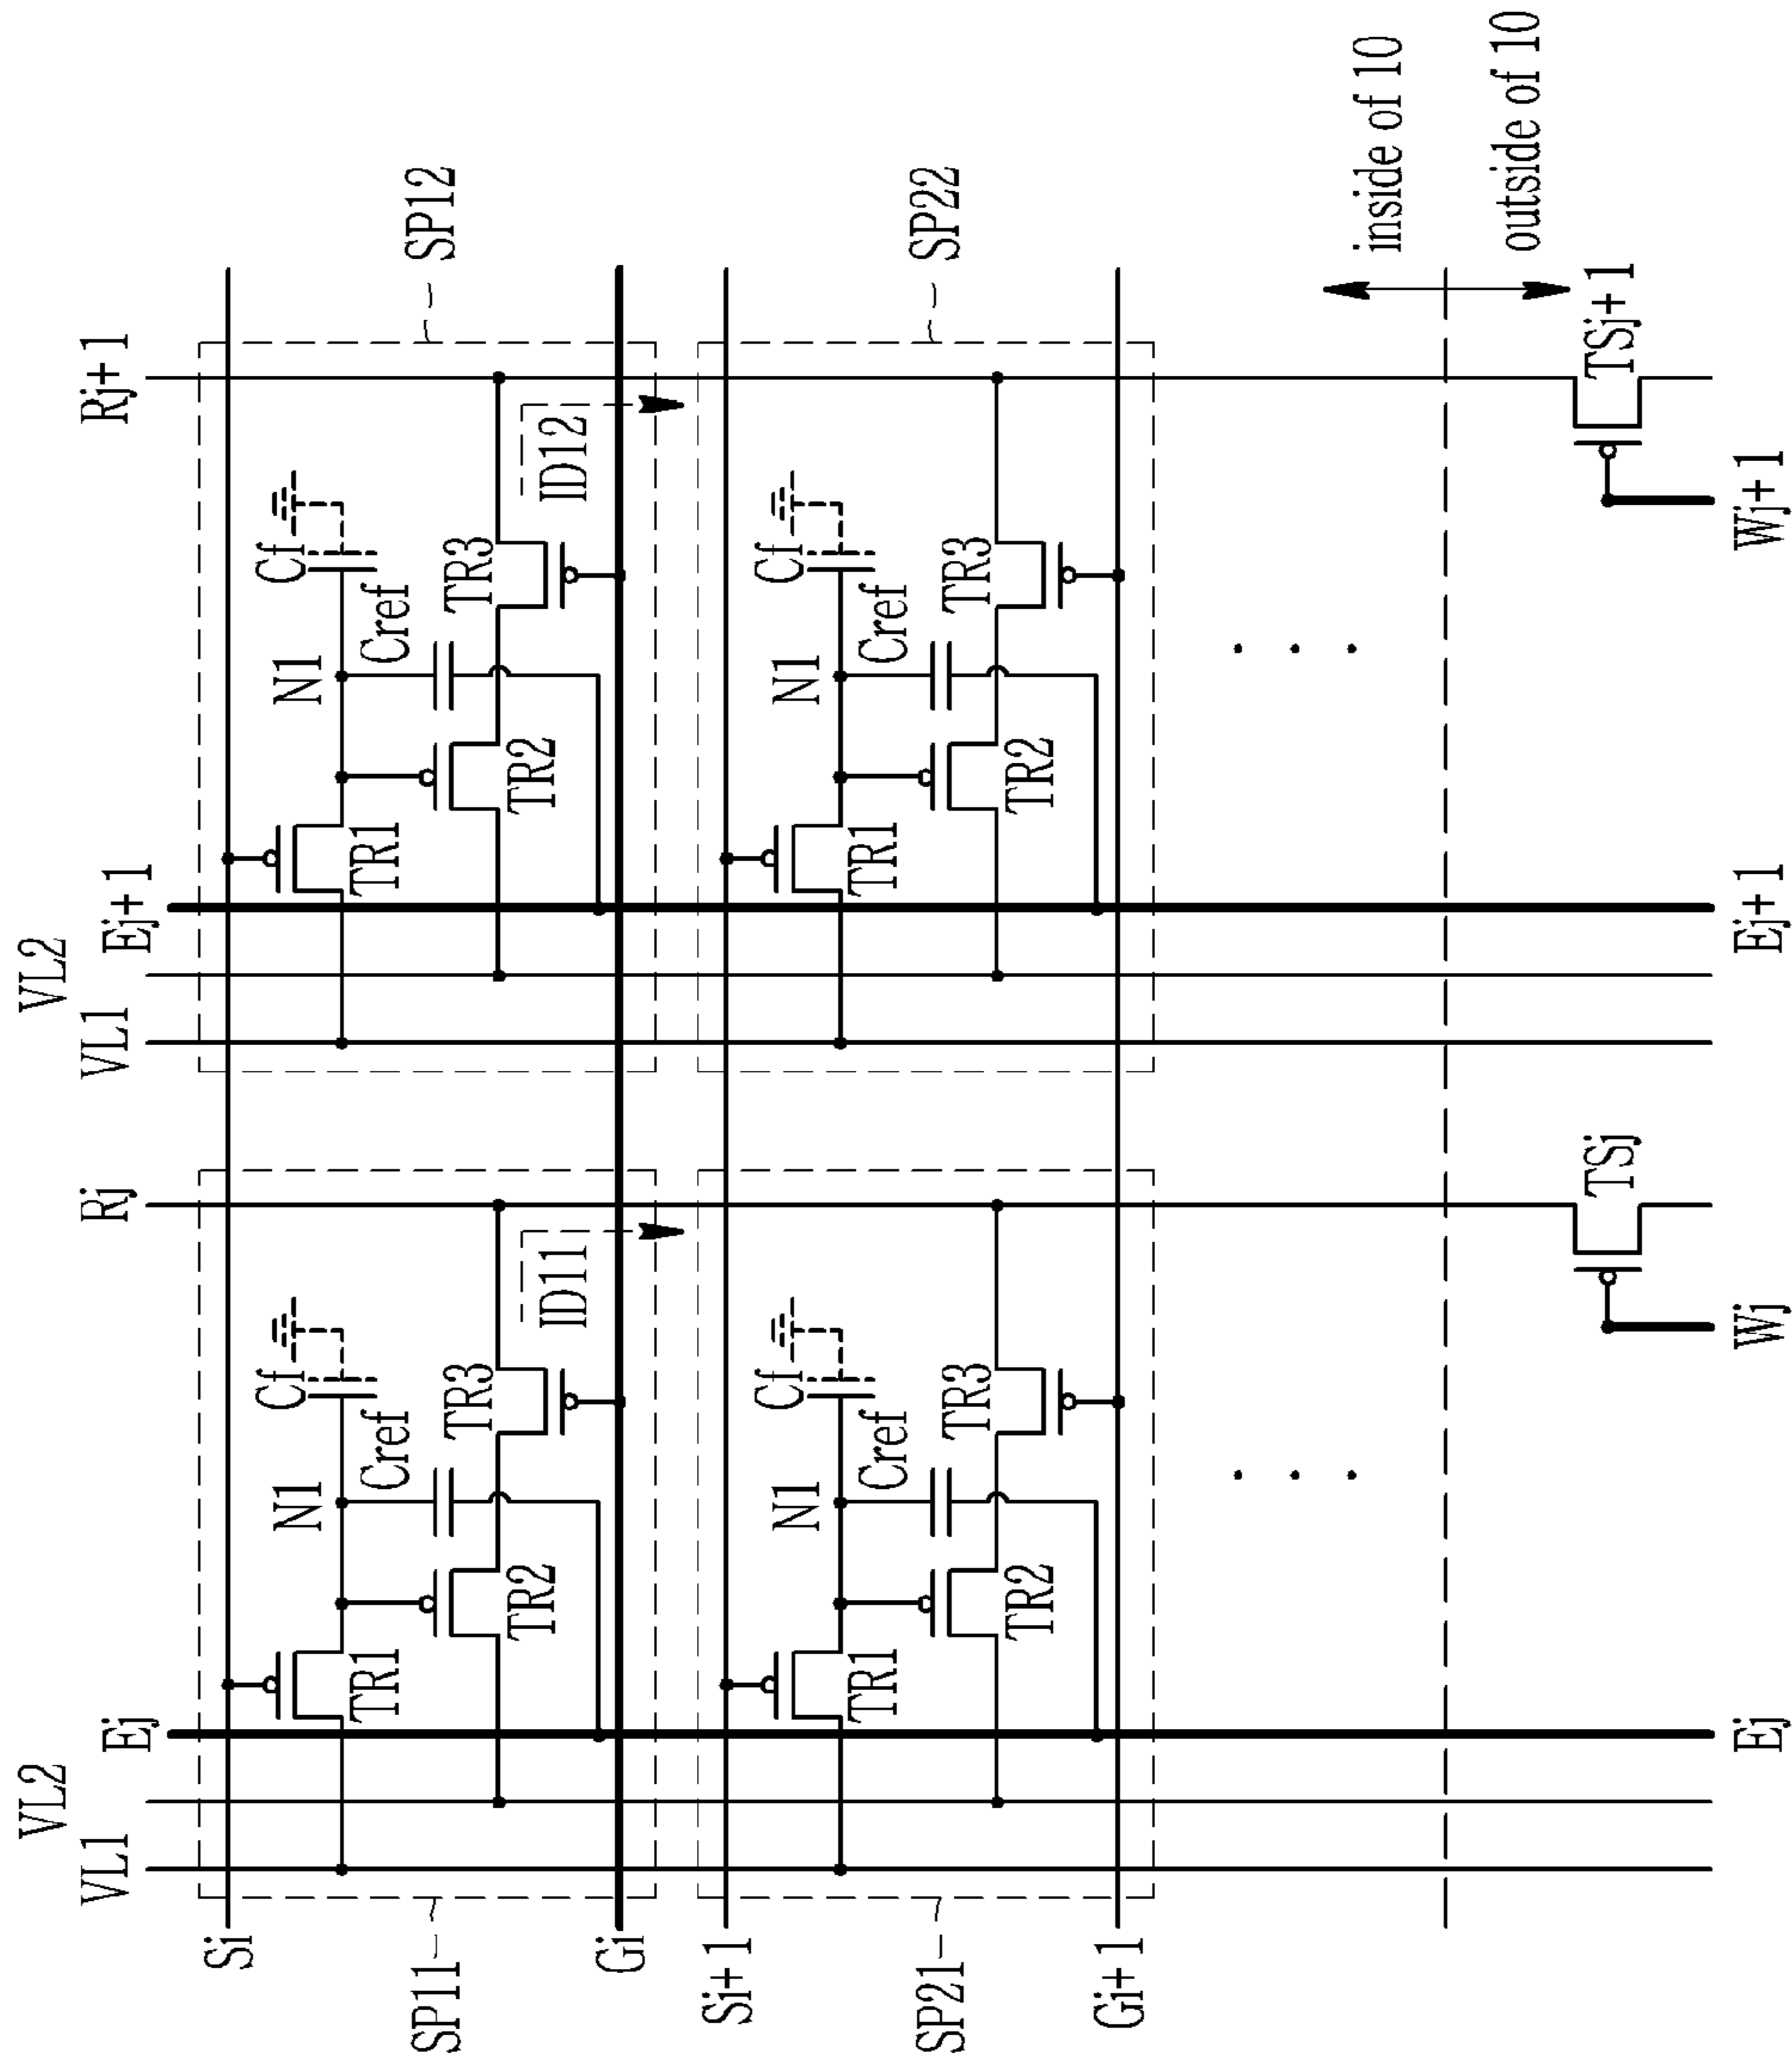 VL1
VL2
Ej
Rj
VL1
VL2
Ej+1
Rj+1
Si
N1
Cf
TR1
Cref
TR2
TR3
ID11
SP11
Gi
N1
Cf
TR1
Cref
TR2
TR3
ID12
SP12
Si+1
N1
Cf
TR1
Cref
TR2
TR3
SP21
Gi+1
N1
Cf
TR1
Cref
TR2
TR3
SP22
inside of 10
outside of 10
TSj
TSj+1
Ej
Wj
Ej+1
Wj+1